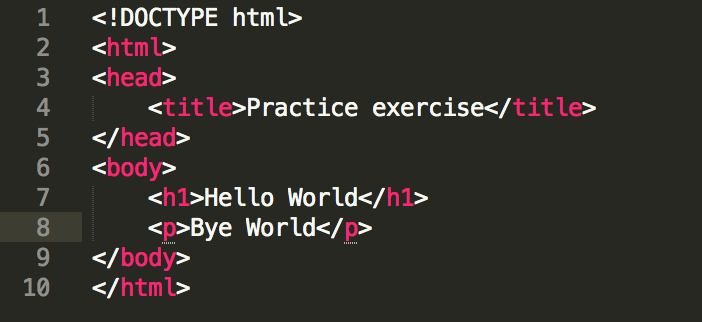 1 <!DOCTYPE html>
2 <html>
3 <head>
4 <title>Practice exercise</title>
5 </head>
6 <body>
7 <h1>Hello World</h1>
8 <p>Bye World</p>
9 </body>
10 </html>